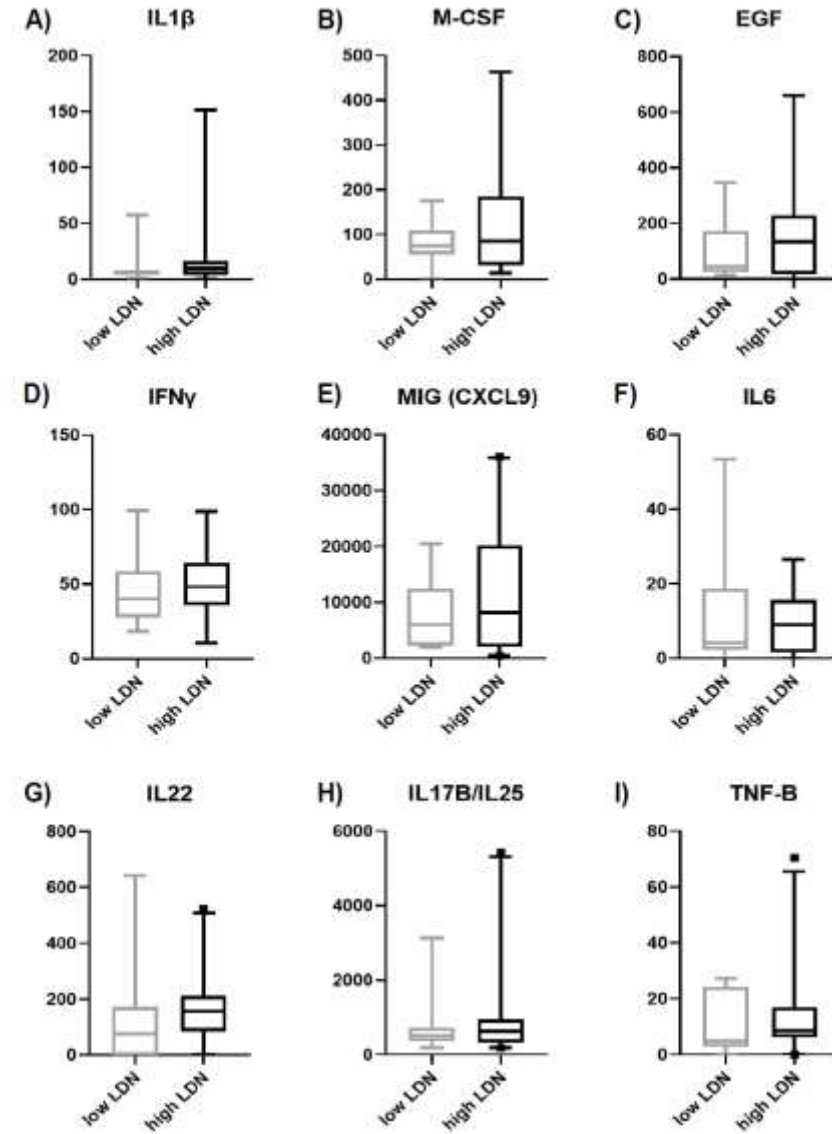 A) IL1β
200
150
100
50
0
low LDN
high LDN
B) M-CSF
500
400
300
200
100
0
low LDN
high LDN
C) EGF
800
600
400
200
0
low LDN
high LDN
D) IFNγ
150
100
50
0
low LDN
high LDN
E) MIG (CXCL9)
40000
30000
20000
10000
0
low LDN
high LDN
F) IL6
60
40
20
0
low LDN
high LDN
G) IL22
800
600
400
200
0
low LDN
high LDN
H) IL17B/IL25
6000
4000
2000
0
low LDN
high LDN
I) TNF-B
80
60
40
20
0
low LDN
high LDN